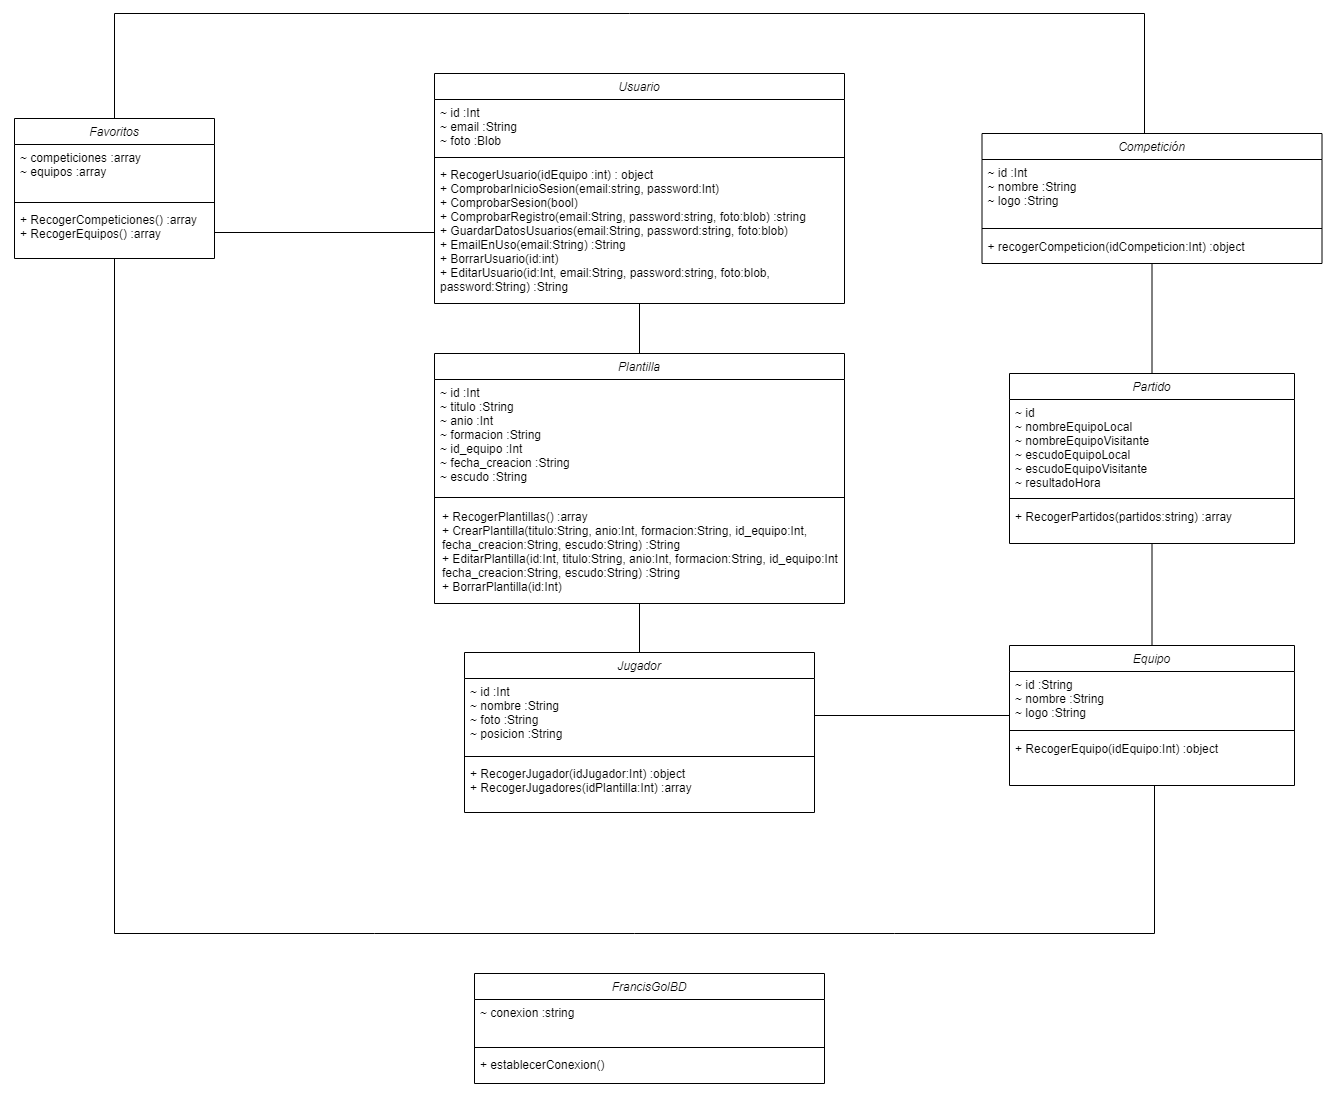 Usuario
~ id :Int
~ email :String
~ foto :Blob
+ RecogerUsuario(idEquipo :int) : object
+ ComprobarInicioSesion(email:string, password:Int)
+ ComprobarSesion(bool)
+ ComprobarRegistro(email:String, password:string, foto:blob) :string
+ GuardarDatosUsuarios(email:String, password:string, foto:blob)
+ EmailEnUso(email:String) :String
+ BorrarUsuario(id:int)
+ EditarUsuario(id:Int, email:String, password:string, foto:blob,
password:String) :String
Favoritos
~ competiciones :array
~ equipos :array
+ RecogerCompeticiones() :array
+ RecogerEquipos() :array
Competición
~ id :Int
~ nombre :String
~ logo :String
+ recogerCompeticion(idCompeticion:Int) :object
Plantilla
~ id :Int
~ titulo :String
~ anio :Int
~ formacion :String
~ id_equipo :Int
~ fecha_creacion :String
~ escudo :String
+ RecogerPlantillas() :array
+ CrearPlantilla(titulo:String, anio:Int, formacion:String, id_equipo:Int,
fecha_creacion:String, escudo:String) :String
+ EditarPlantilla(id:Int, titulo:String, anio:Int, formacion:String, id_equipo:Int
fecha_creacion:String, escudo:String) :String
+ BorrarPlantilla(id:Int)
Partido
~ id
~ nombreEquipoLocal
~ nombreEquipoVisitante
~ escudoEquipoLocal
~ escudoEquipoVisitante
~ resultadoHora
+ RecogerPartidos(partidos:string) :array
Jugador
~ id :Int
~ nombre :String
~ foto :String
~ posicion :String
+ RecogerJugador(idJugador:Int) :object
+ RecogerJugadores(idPlantilla:Int) :array
Equipo
~ id :String
~ nombre :String
~ logo :String
+ RecogerEquipo(idEquipo:Int) :object
FrancisGolBD
~ conexion :string
+ establecerConexion()